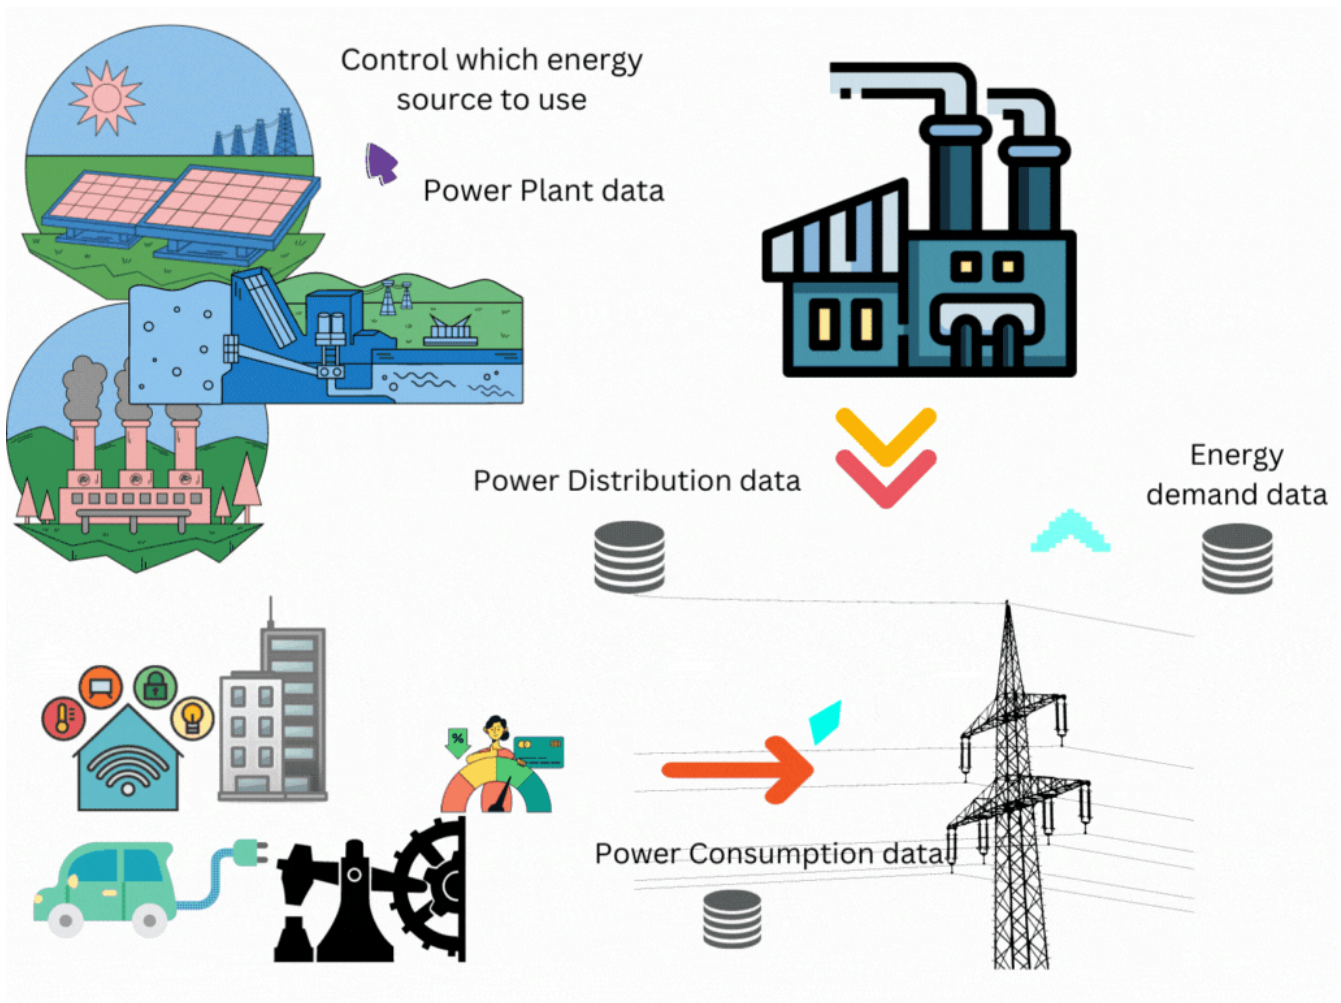 Control which energy
source to use
Power Plant data
Power Distribution data
Energy
demand data
%
Power Consumption data